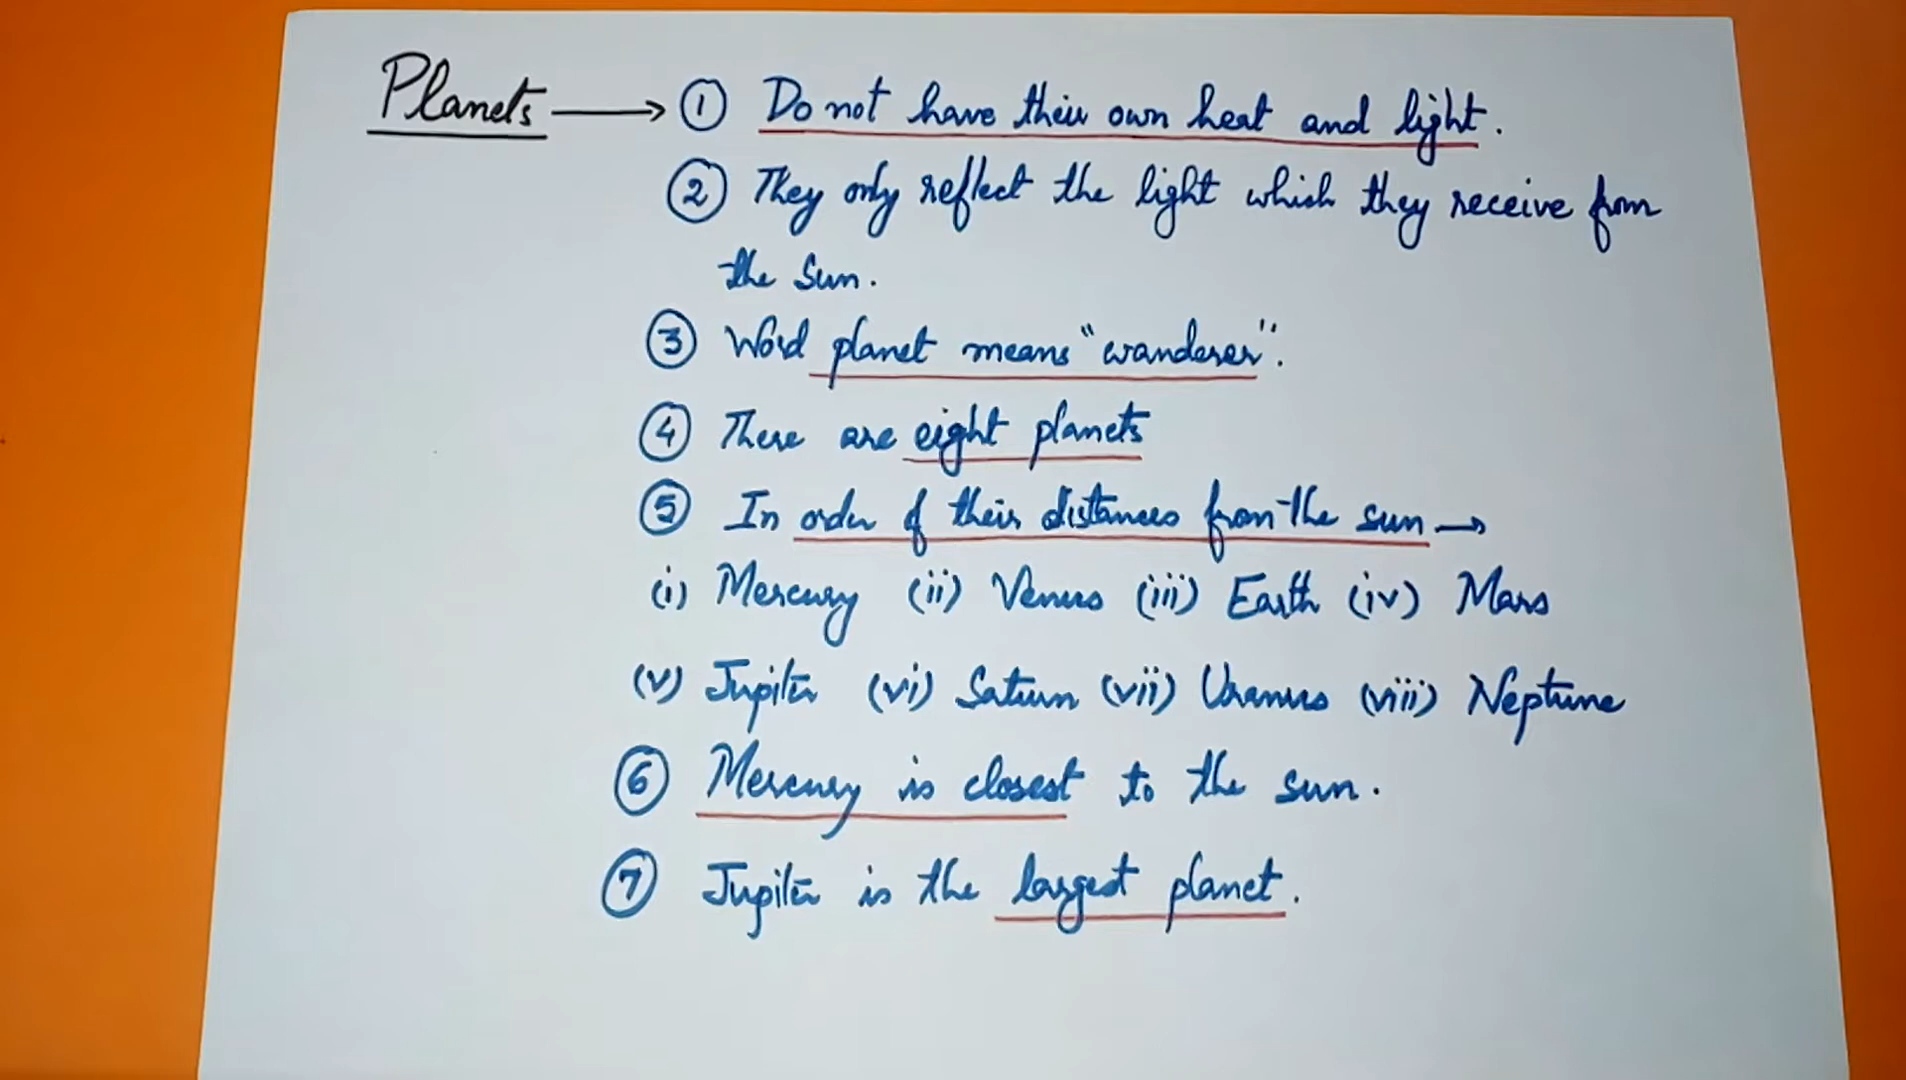 Planets → ① Do not have their own heat and light.
② They only reflect the light which they receive from
the Sun.
③ Word planet means "wanderer".
④ There are eight planets
⑤ In order of their distances from the sun →
(i) Mercury (ii) Venus (iii) Earth (iv) Mars
(v) Jupiter (vi) Saturn (vii) Uranus (viii) Neptune
⑥ Mercury is closest to the sun.
⑦ Jupiter is the largest planet.